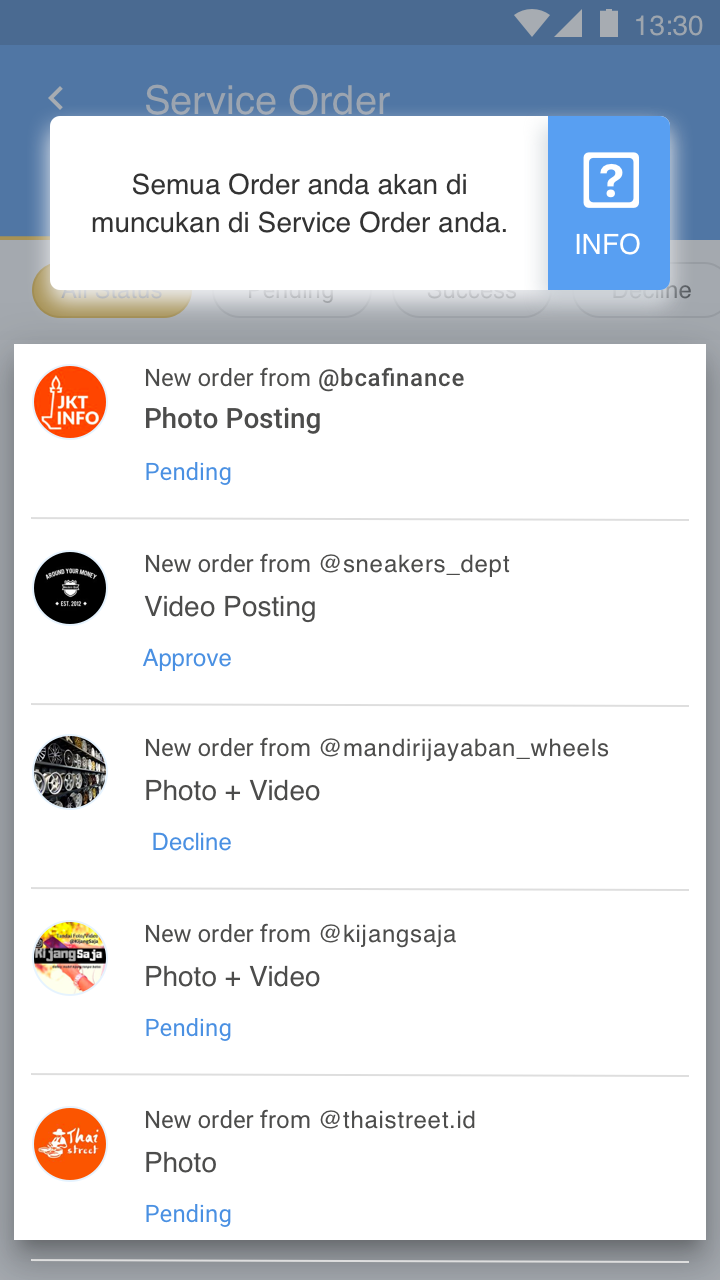 13:30
Service Order
Semua Order anda akan di
muncukan di Service Order anda.
INFO
All Status
Pending
Success
Decline
JKT
INFO
New order from @bcafinance
Photo Posting
Pending
AROUND YOUR MONEY
EST. 2012
New order from @sneakers_dept
Video Posting
Approve
New order from @mandirijayaban_wheels
Photo + Video
Decline
@KijangSaja
KijangSaja
New order from @kijangsaja
Photo + Video
Pending
Thai
street
New order from @thaistreet.id
Photo
Pending